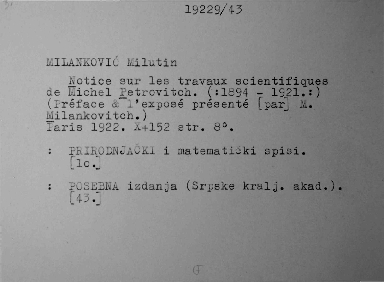 19229/43
MILANKOVIĆ Milutin
Notice sur les travaux scientifiques
de Michel Petrovitch. (:1894 - 1921.:)
(Préface & l'exposé présenté [par] M.
Milankovitch.)
Paris 1922. X+152 str. 8°.
: PRIRODNJAČKI i matematički spisi.
[10.]
: POSEBNA izdanja (Srpske kralj. akad.).
[43.]